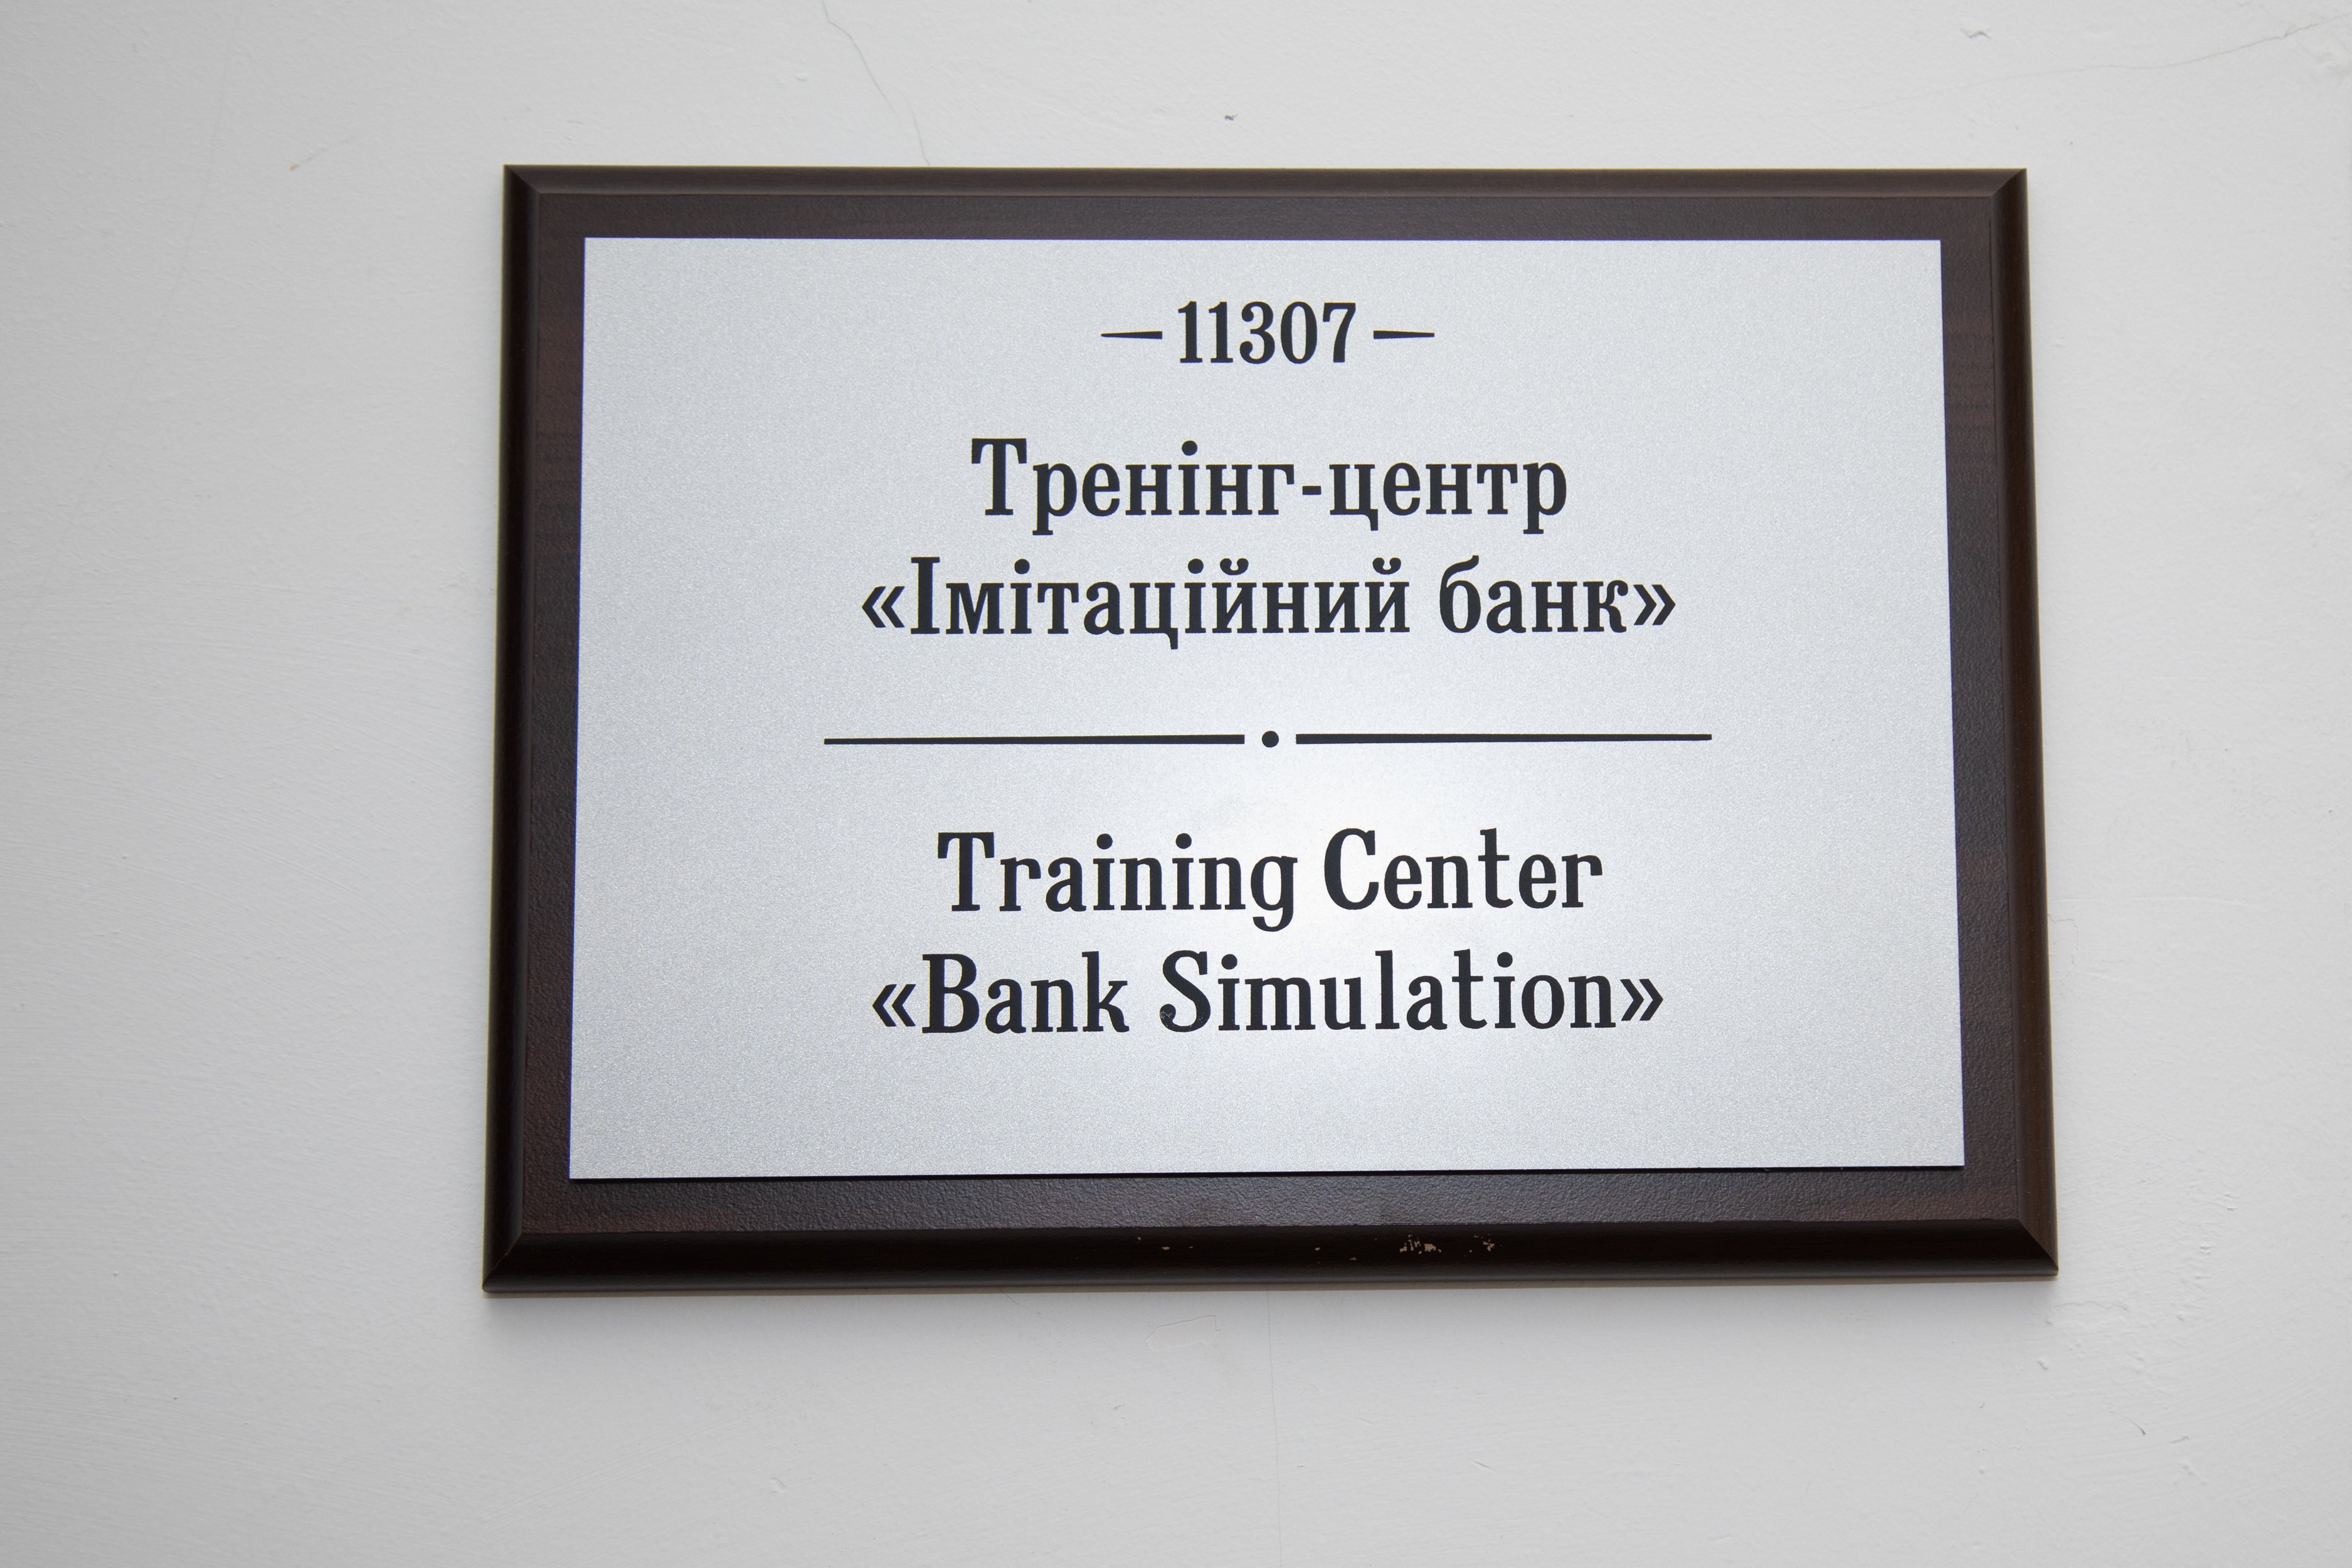 — 11307 —
Тренінг-центр
«Імітаційний банк»
Training Center
«Bank Simulation»